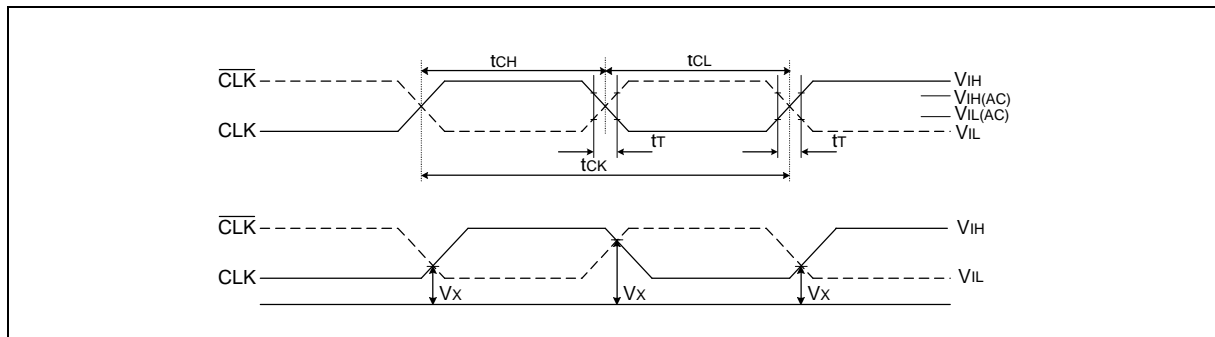 tCH tCL
CLK VIH
VIH(AC)
VIL(AC)
CLK VIL
tT tT
tCK
CLK VIH
CLK VIL
VX VX VX